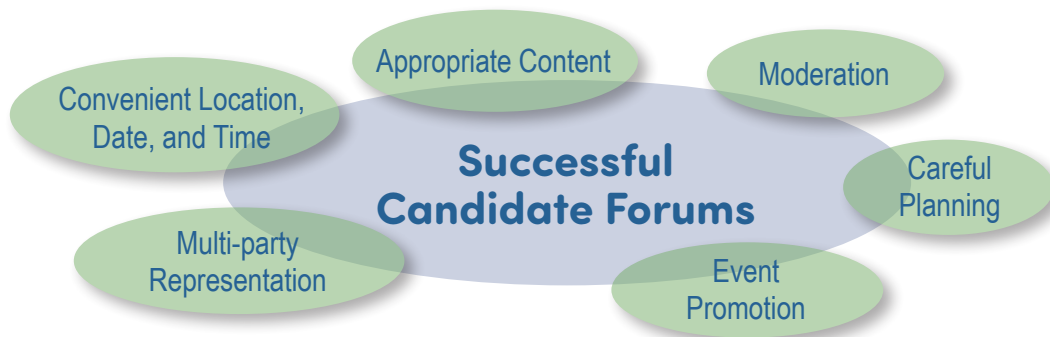 Appropriate Content
Moderation
Convenient Location,
Date, and Time
Successful
Candidate Forums
Careful
Planning
Multi-party
Representation
Event
Promotion